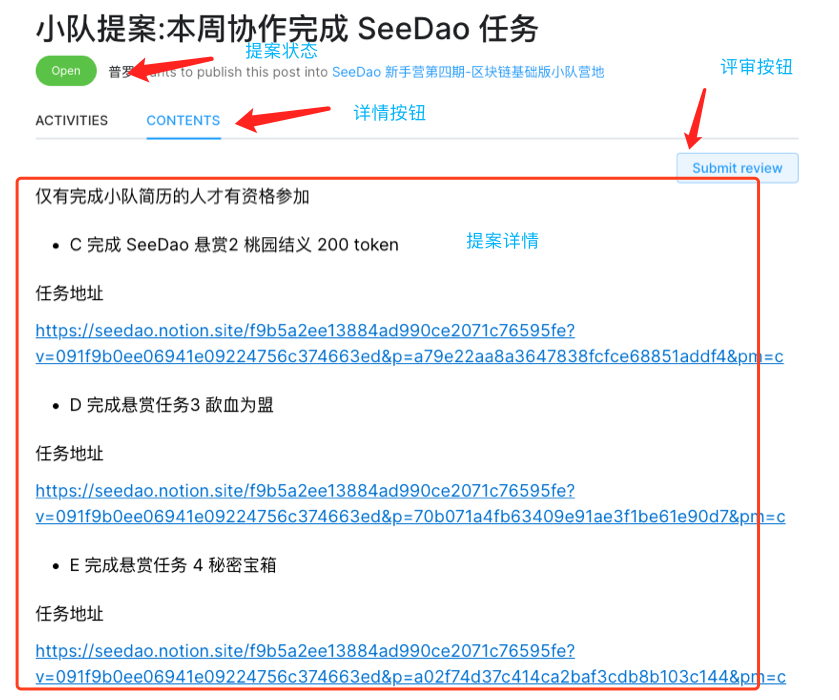 小队提案:本周协作完成 SeeDao 任务
提案状态
Open 普罗 ants to publish this post into SeeDao 新手营第四期-区块链基础版小队营地
评审按钮
ACTIVITIES CONTENTS 详情按钮
Submit review
仅有完成小队简历的人才有资格参加
• C 完成 SeeDao 悬赏2 桃园结义 200 token
提案详情
任务地址
https://seedao.notion.site/f9b5a2ee13884ad990ce2071c76595fe?
v=091f9b0ee06941e09224756c374663ed&p=a79e22aa8a3647838fcfce68851addf4&pm=c
• D 完成悬赏任务3 歃血为盟
任务地址
https://seedao.notion.site/f9b5a2ee13884ad990ce2071c76595fe?
v=091f9b0ee06941e09224756c374663ed&p=70b071a4fb63409e91ae3f1be61e90d7&pm=c
• E 完成悬赏任务 4 秘密宝箱
任务地址
https://seedao.notion.site/f9b5a2ee13884ad990ce2071c76595fe?
v=091f9b0ee06941e09224756c374663ed&p=a02f74d37c414ca2baf3cdb8b103c144&pm=c